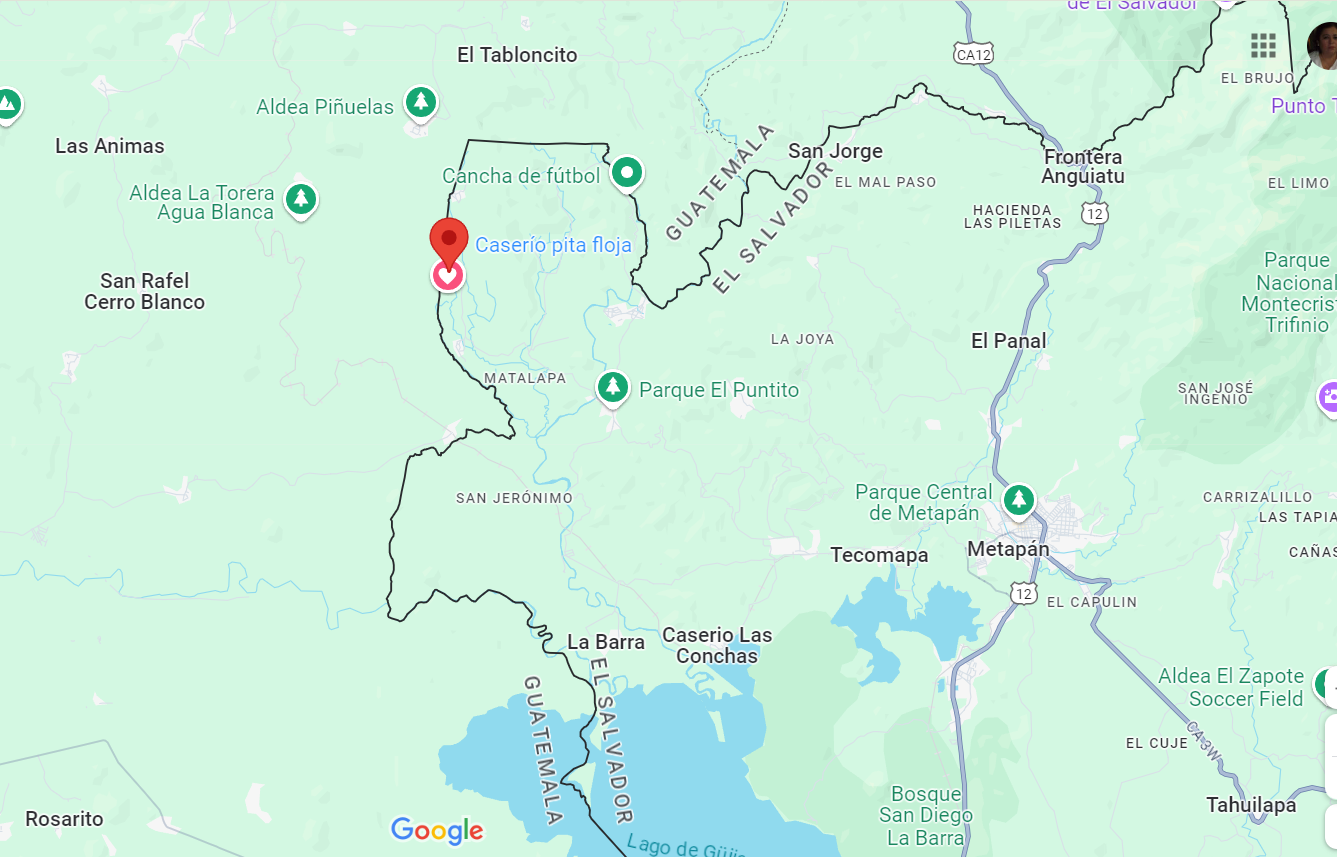 de El Salvador
El Tabloncito
CA12
EL BRUJO
Aldea Piñuelas
Punto T
Las Animas
San Jorge
GUATEMALA
EL SALVADOR
Frontera
Anguiatu
Cancha de fútbol
EL MAL PASO
EL LIMO
Aldea La Torera
Agua Blanca
HACIENDA
LAS PILETAS
12
Caserío pita floja
Parque
Nacional
Montecris
Trifinio
San Rafel
Cerro Blanco
LA JOYA
El Panal
MATALAPA
Parque El Puntito
SAN JOSÉ
INGENIO
SAN JERÓNIMO
Parque Central
de Metapán
CARRIZALILLO
LAS TAPIA
Tecomapa
Metapán
CAÑAS
12
EL CAPULIN
La Barra
Caserio Las
Conchas
GUATEMALA
EL SALVADOR
Aldea El Zapote
Soccer Field
EL CUJE
CA-3W
Bosque
San Diego
La Barra
Tahuilapa
Rosarito
Google
Lago de Güij